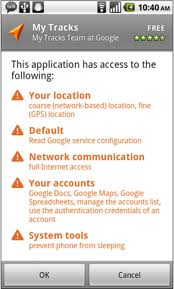 10:40 AM
My Tracks
FREE
My Tracks Team at Google
This application has access to the
following:
Your location
coarse (network-based) location, fine
(GPS) location
Default
Read Google service configuration
Network communication
full Internet access
Your accounts
Google Docs, Google Maps, Google
Spreadsheets, manage the accounts list,
use the authentication credentials of an
account
System tools
prevent phone from sleeping
OK
Cancel